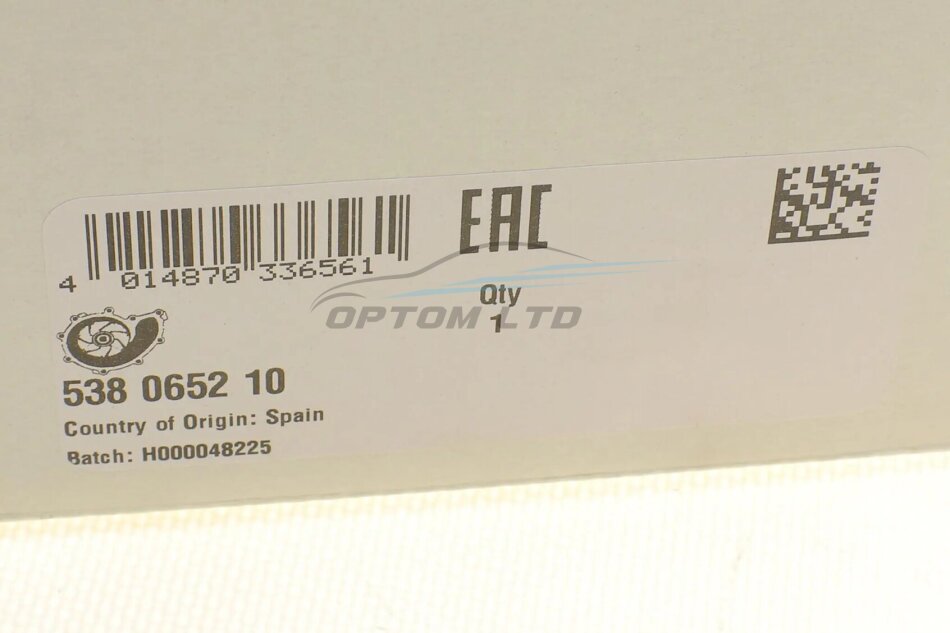 4 014870 336561
EAC
Qty
1
OPTOM LTD
538 0652 10
Country of Origin: Spain
Batch: H000048225